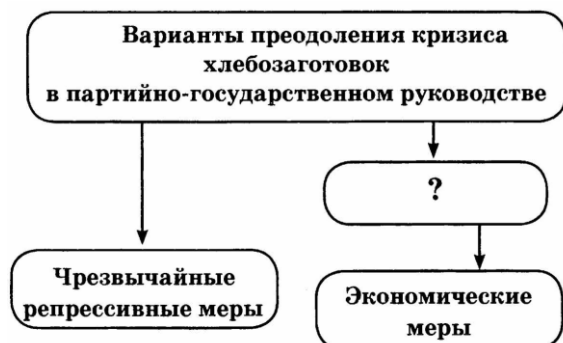 Варианты преодоления кризиса
хлебозаготовок
в партийно-государственном руководстве
?
Чрезвычайные
репрессивные меры
Экономические
меры